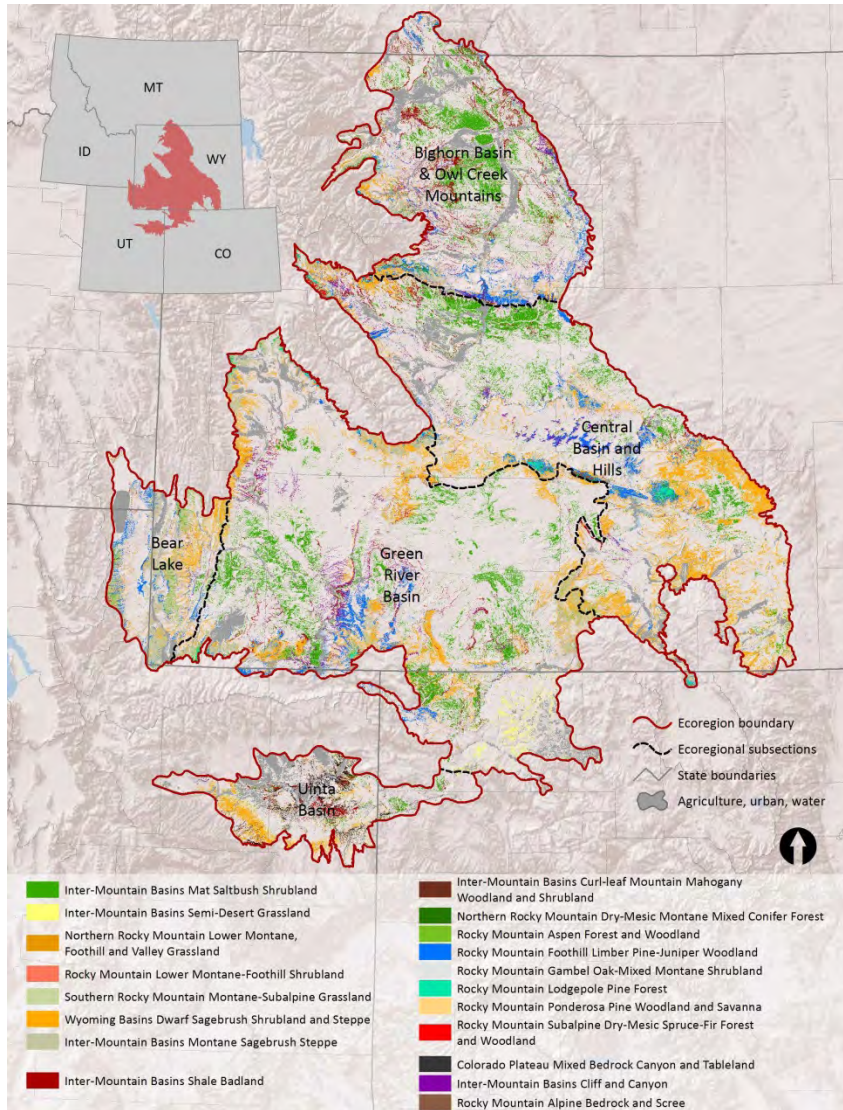 MT
ID
WY
UT
CO
Bighorn Basin
& Owl Creek
Mountains
Central
Basin and
Hills
Bear
Lake
Green
River
Basin
Uinta
Basin
Ecoregion boundary
Ecoregional subsections
State boundaries
Agriculture, urban, water
Inter-Mountain Basins Mat Saltbush Shrubland
Inter-Mountain Basins Semi-Desert Grassland
Northern Rocky Mountain Lower Montane,
Foothill and Valley Grassland
Rocky Mountain Lower Montane-Foothill Shrubland
Southern Rocky Mountain Montane-Subalpine Grassland
Wyoming Basins Dwarf Sagebrush Shrubland and Steppe
Inter-Mountain Basins Montane Sagebrush Steppe
Inter-Mountain Basins Shale Badland
Inter-Mountain Basins Curl-leaf Mountain Mahogany
Woodland and Shrubland
Northern Rocky Mountain Dry-Mesic Montane Mixed Conifer Forest
Rocky Mountain Aspen Forest and Woodland
Rocky Mountain Foothill Limber Pine-Juniper Woodland
Rocky Mountain Gambel Oak-Mixed Montane Shrubland
Rocky Mountain Lodgepole Pine Forest
Rocky Mountain Ponderosa Pine Woodland and Savanna
Rocky Mountain Subalpine Dry-Mesic Spruce-Fir Forest
and Woodland
Colorado Plateau Mixed Bedrock Canyon and Tableland
Inter-Mountain Basins Cliff and Canyon
Rocky Mountain Alpine Bedrock and Scree